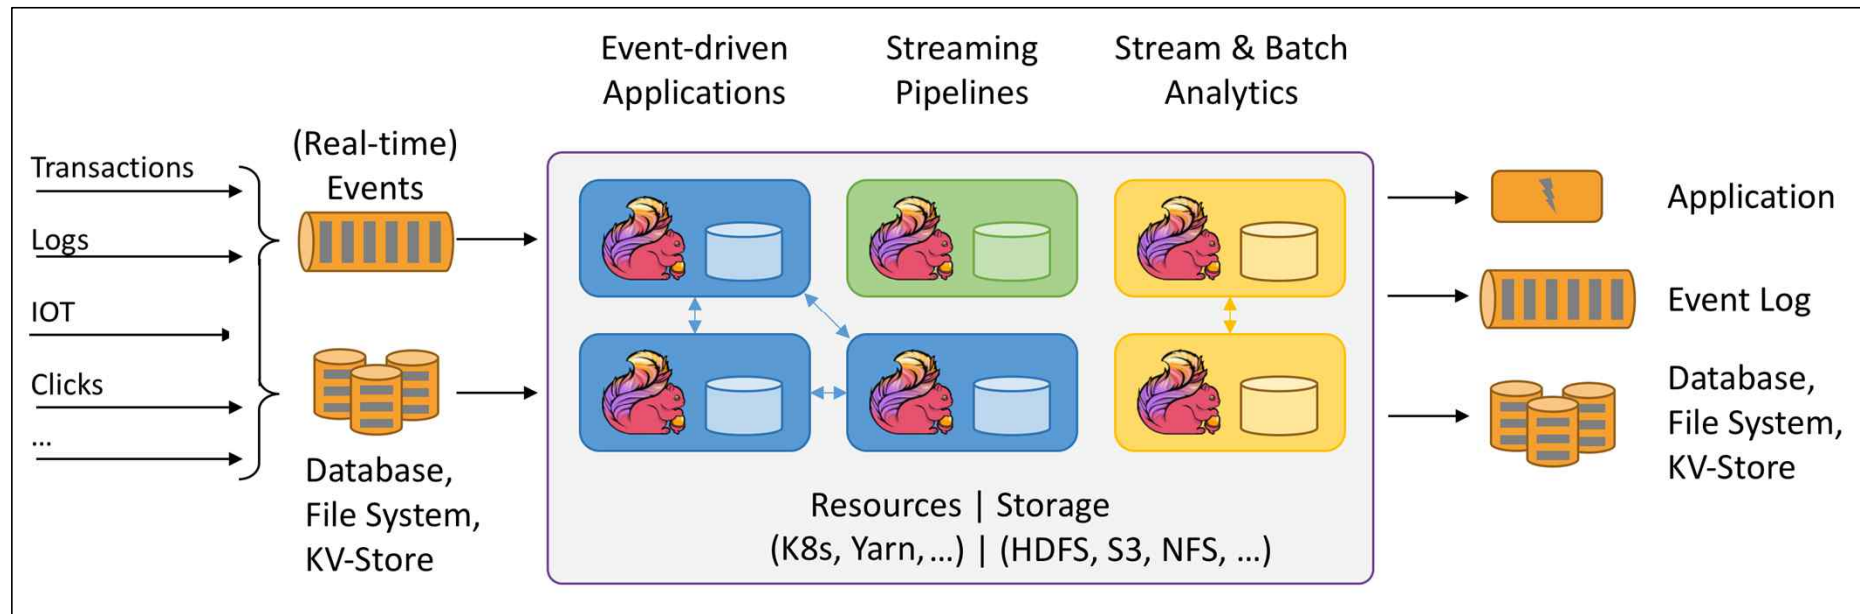 Event-driven
Applications
Streaming
Pipelines
Stream & Batch
Analytics
Transactions
Logs
IOT
Clicks
...
(Real-time)
Events
Database,
File System,
KV-Store
Resources | Storage
(K8s, Yarn, ...) | (HDFS, S3, NFS, ...)
Application
Event Log
Database,
File System,
KV-Store